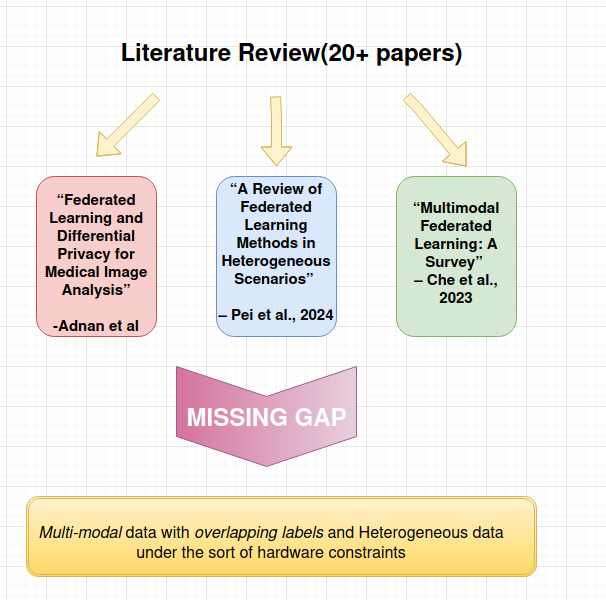 Literature Review(20+ papers)
“Federated
Learning and
Differential
Privacy for
Medical Image
Analysis”
-Adnan et al
“A Review of
Federated
Learning
Methods in
Heterogeneous
Scenarios”
– Pei et al., 2024
“Multimodal
Federated
Learning: A
Survey”
– Che et al.,
2023
MISSING GAP
Multi-modal data with overlapping labels and Heterogeneous data
under the sort of hardware constraints